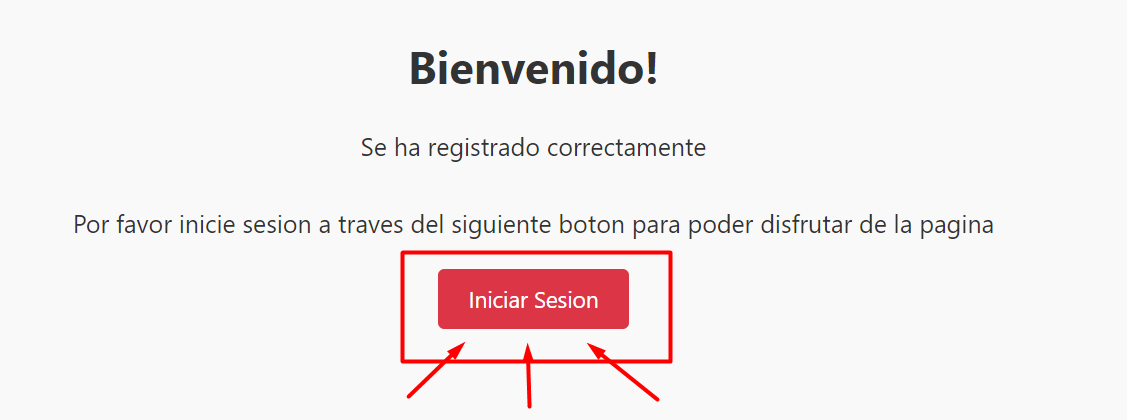 Bienvenido!
Se ha registrado correctamente
Por favor inicie sesion a traves del siguiente boton para poder disfrutar de la pagina
Iniciar Sesion